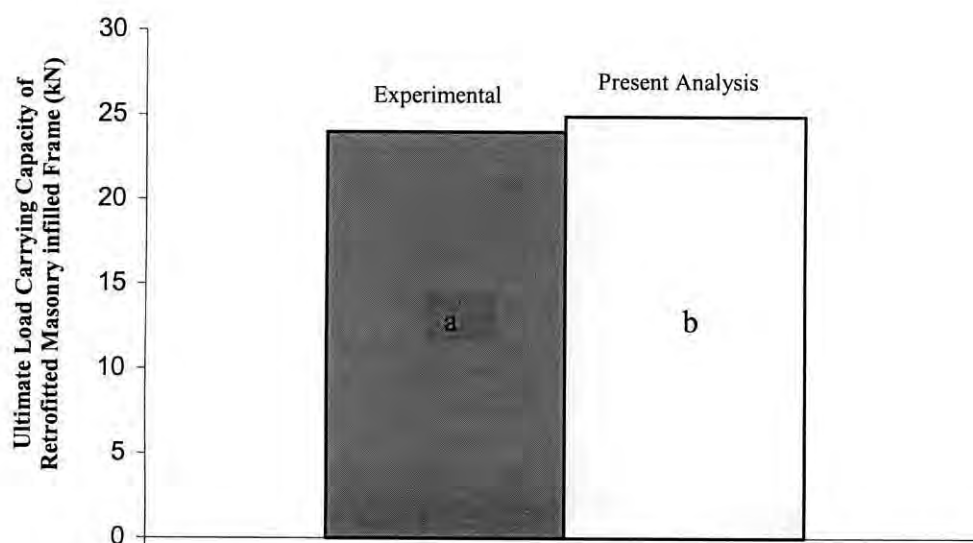 Ultimate Load Carrying Capacity of
Retrofitted Masonry infilled Frame (kN)
30
25
20
15
10
5
0
Experimental
Present Analysis
a
b